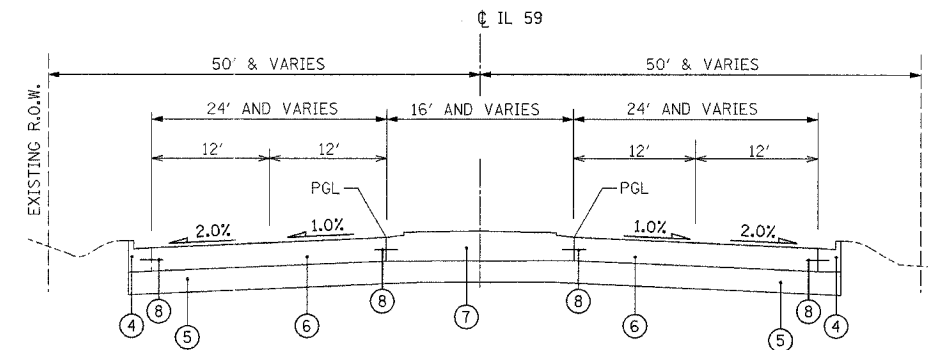 ℄ IL 59
50' & VARIES 50' & VARIES
EXISTING R.O.W.
24' AND VARIES 16' AND VARIES 24' AND VARIES
12' 12' 12' 12'
PGL PGL
2.0% 1.0% 1.0% 2.0%
8 8 8 8
4 5 6 7 6 5 4